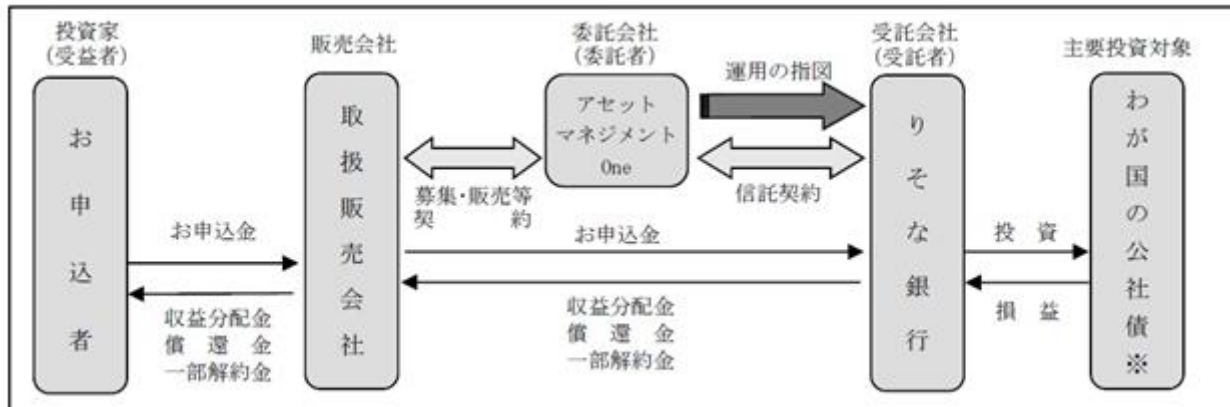 投資家
(受益者)
お申込者
販売会社
取扱販売会社
委託会社
(委託者)
アセット
マネジメント
One
受託会社
(受託者)
りそな銀行
主要投資対象
わが国の公社債※
運用の指図
募集・販売等
契 約
信託契約
お申込金
収益分配金
償 還 金
一部解約金
お申込金
収益分配金
償 還 金
一部解約金
投 資
損 益